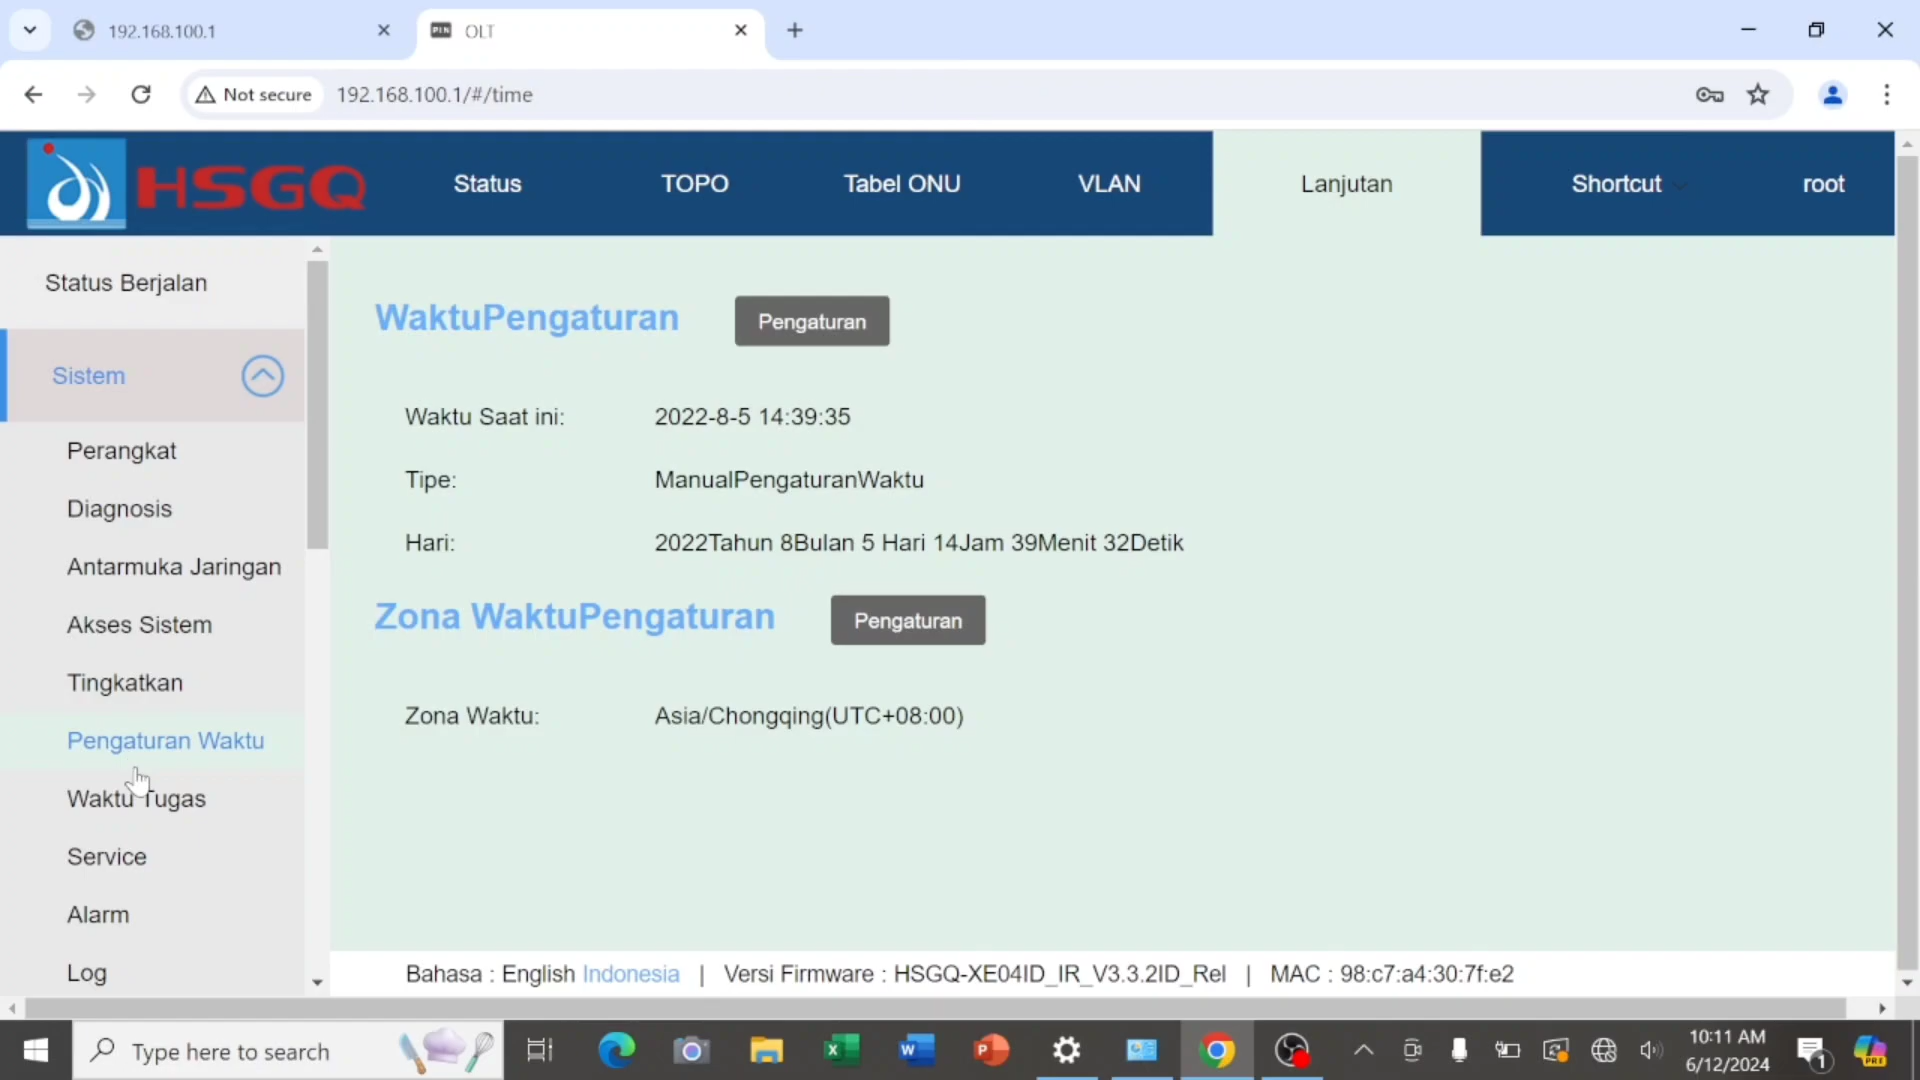 192.168.100.1
OLT
Not secure
192.168.100.1/#/time
HSGQ
Status
TOPO
Tabel ONU
VLAN
Lanjutan
Shortcut
root
Status Berjalan
Sistem
Perangkat
Diagnosis
Antarmuka Jaringan
Akses Sistem
Tingkatkan
Pengaturan Waktu
Waktu Tugas
Service
Alarm
Log
WaktuPengaturan
Pengaturan
Waktu Saat ini: 2022-8-5 14:39:35
Tipe: ManualPengaturanWaktu
Hari: 2022Tahun 8Bulan 5 Hari 14Jam 39Menit 32Detik
Zona WaktuPengaturan
Pengaturan
Zona Waktu: Asia/Chongqing(UTC+08:00)
Bahasa : English Indonesia | Versi Firmware : HSGQ-XE04ID_IR_V3.3.2ID_Rel | MAC : 98:c7:a4:30:7f:e2
Type here to search
10:11 AM
6/12/2024
1